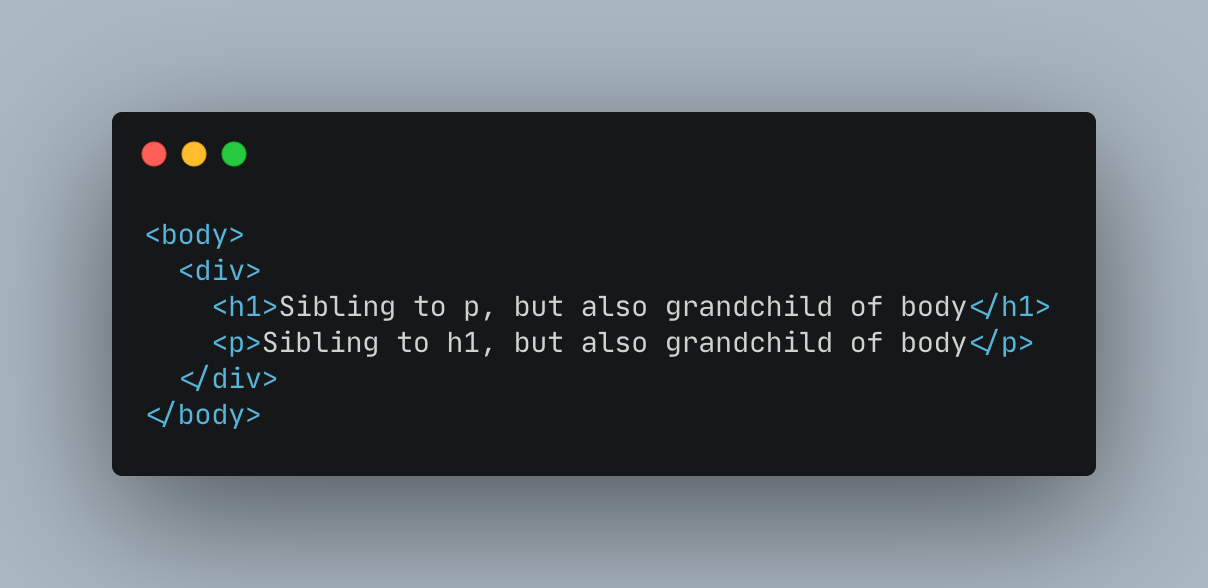 <body>
  <div>
    <h1>Sibling to p, but also grandchild of body</h1>
    <p>Sibling to h1, but also grandchild of body</p>
  </div>
</body>